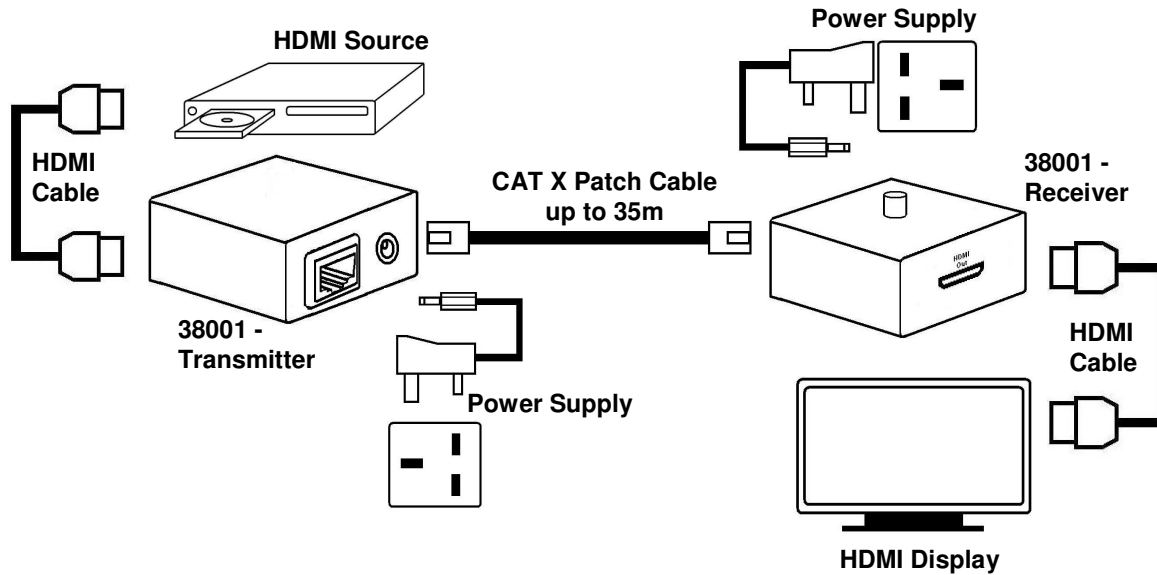 Power Supply
HDMI Source
HDMI
Cable
CAT X Patch Cable
up to 35m
38001 -
Receiver
HDMI
Out
38001 -
Transmitter
HDMI
Cable
Power Supply
HDMI Display